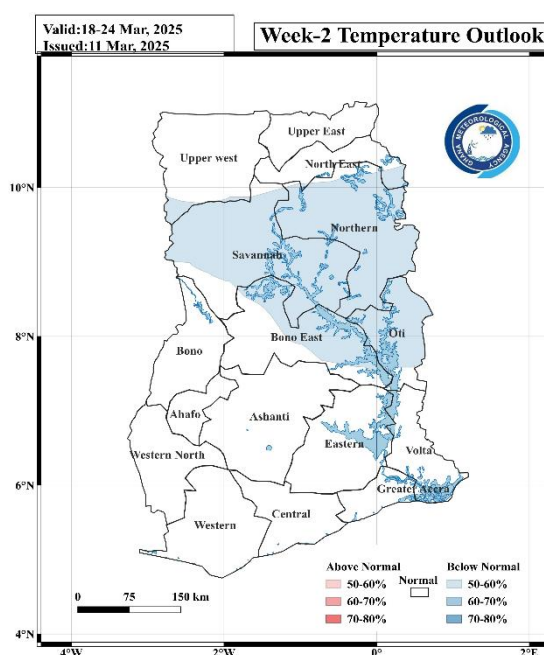 Valid:18-24 Mar, 2025
Issued:11 Mar, 2025
Week-2 Temperature Outlook
GHANA METEOROLOGICAL AGENCY
Upper East
Upper west
North East
10°N
Northern
Savannah
8°N
Oti
Bono East
Bono
Ahafo
Ashanti
Eastern
Western North
Volta
6°N
Greater Accra
Central
Western
Above Normal
Normal
Below Normal
50-60%
50-60%
60-70%
60-70%
70-80%
70-80%
0 75 150 km
4°N
4°W
2°W
0°
2°E